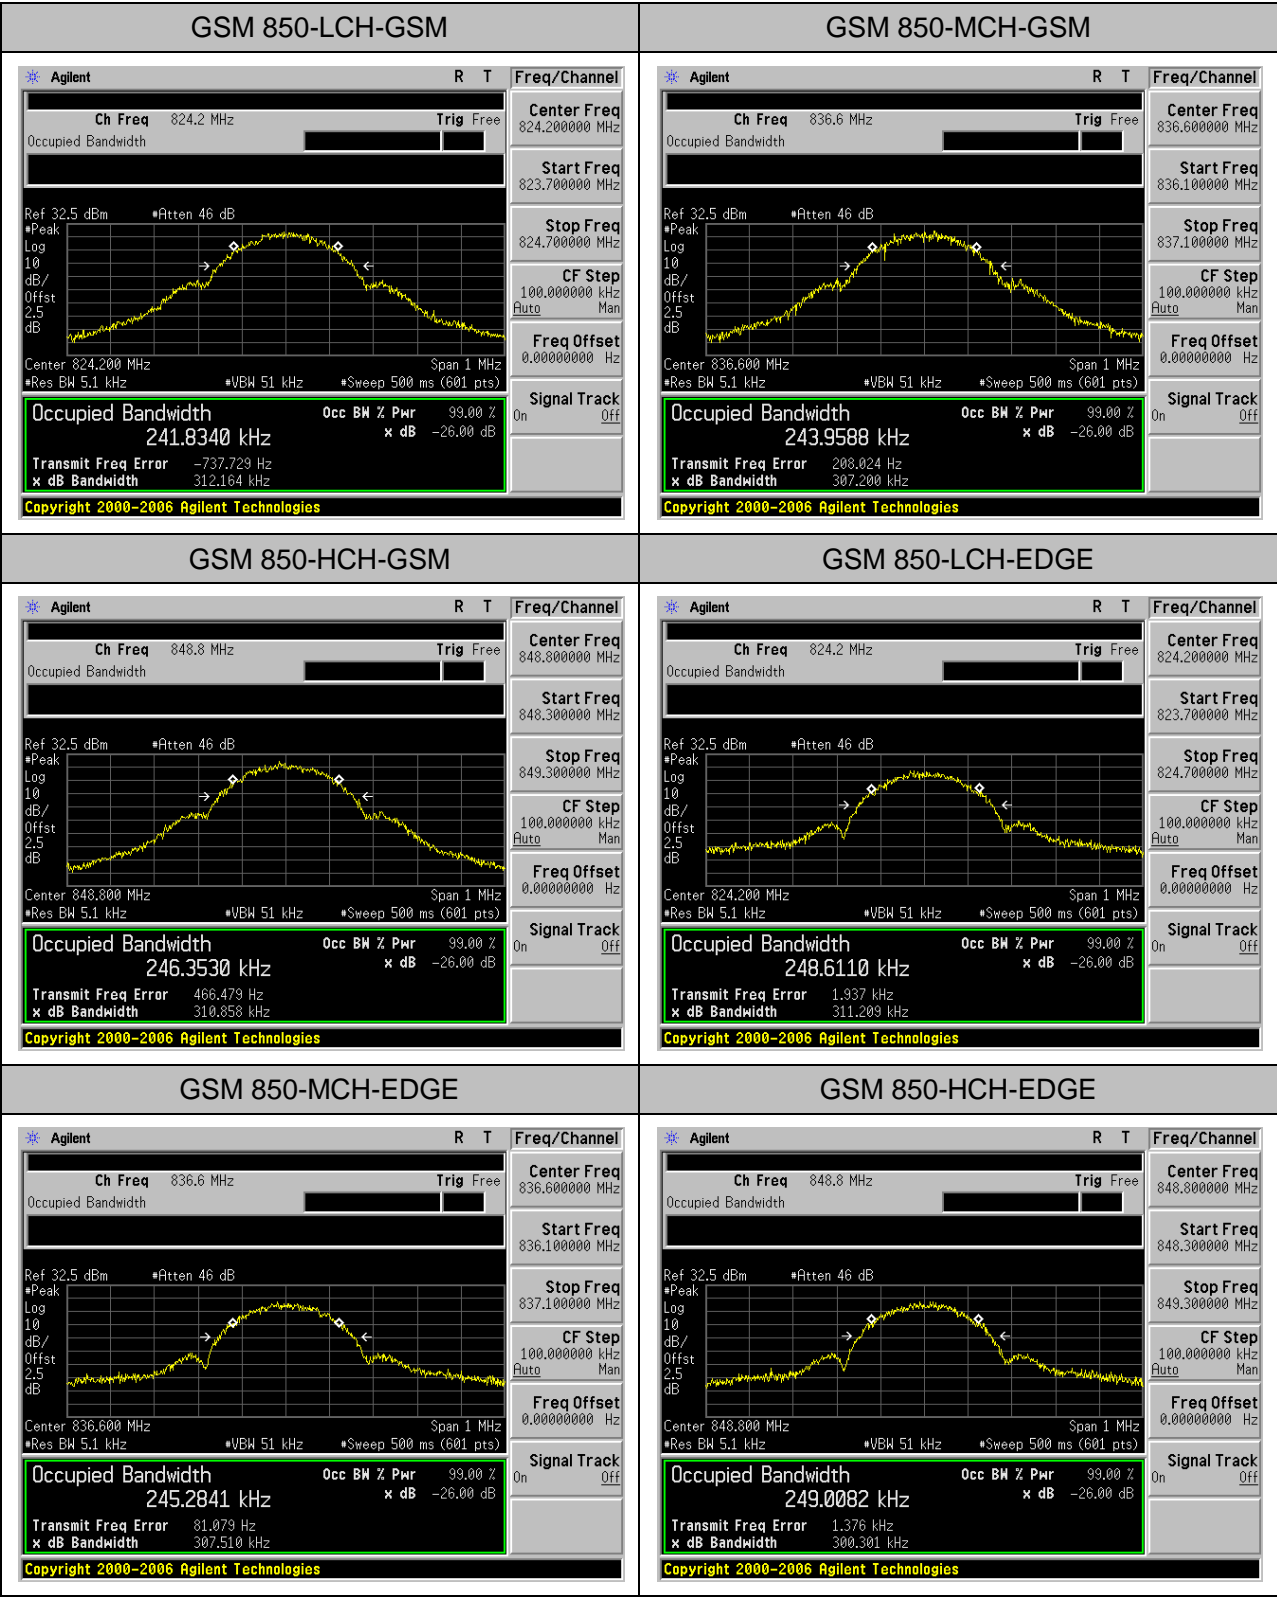 GSM 850-LCH-GSM
GSM 850-MCH-GSM
Agilent R T Freq/Channel
Ch Freq 824.2 MHz Trig Free
Occupied Bandwidth
Center Freq
824.200000 MHz
Start Freq
823.700000 MHz
Stop Freq
824.700000 MHz
CF Step
100.000000 kHz
Auto Man
Freq Offset
0.00000000 Hz
Signal Track
On Off
Ref 32.5 dBm #Atten 46 dB
#Peak
Log
10
dB/
Offst
2.5
dB
Center 824.200 MHz Span 1 MHz
#Res BW 5.1 kHz #VBW 51 kHz #Sweep 500 ms (601 pts)
Occupied Bandwidth Occ BW % Pwr 99.00 %
241.8340 kHz x dB -26.00 dB
Transmit Freq Error -737.729 Hz
x dB Bandwidth 312.164 kHz
Copyright 2000-2006 Agilent Technologies
Agilent R T Freq/Channel
Ch Freq 836.6 MHz Trig Free
Occupied Bandwidth
Center Freq
836.600000 MHz
Start Freq
836.100000 MHz
Stop Freq
837.100000 MHz
CF Step
100.000000 kHz
Auto Man
Freq Offset
0.00000000 Hz
Signal Track
On Off
Ref 32.5 dBm #Atten 46 dB
#Peak
Log
10
dB/
Offst
2.5
dB
Center 836.600 MHz Span 1 MHz
#Res BW 5.1 kHz #VBW 51 kHz #Sweep 500 ms (601 pts)
Occupied Bandwidth Occ BW % Pwr 99.00 %
243.9588 kHz x dB -26.00 dB
Transmit Freq Error 208.024 Hz
x dB Bandwidth 307.200 kHz
Copyright 2000-2006 Agilent Technologies
GSM 850-HCH-GSM
GSM 850-LCH-EDGE
Agilent R T Freq/Channel
Ch Freq 848.8 MHz Trig Free
Occupied Bandwidth
Center Freq
848.800000 MHz
Start Freq
848.300000 MHz
Stop Freq
849.300000 MHz
CF Step
100.000000 kHz
Auto Man
Freq Offset
0.00000000 Hz
Signal Track
On Off
Ref 32.5 dBm #Atten 46 dB
#Peak
Log
10
dB/
Offst
2.5
dB
Center 848.800 MHz Span 1 MHz
#Res BW 5.1 kHz #VBW 51 kHz #Sweep 500 ms (601 pts)
Occupied Bandwidth Occ BW % Pwr 99.00 %
246.3530 kHz x dB -26.00 dB
Transmit Freq Error 466.479 Hz
x dB Bandwidth 310.858 kHz
Copyright 2000-2006 Agilent Technologies
Agilent R T Freq/Channel
Ch Freq 824.2 MHz Trig Free
Occupied Bandwidth
Center Freq
824.200000 MHz
Start Freq
823.700000 MHz
Stop Freq
824.700000 MHz
CF Step
100.000000 kHz
Auto Man
Freq Offset
0.00000000 Hz
Signal Track
On Off
Ref 32.5 dBm #Atten 46 dB
#Peak
Log
10
dB/
Offst
2.5
dB
Center 824.200 MHz Span 1 MHz
#Res BW 5.1 kHz #VBW 51 kHz #Sweep 500 ms (601 pts)
Occupied Bandwidth Occ BW % Pwr 99.00 %
248.6110 kHz x dB -26.00 dB
Transmit Freq Error 1.937 kHz
x dB Bandwidth 311.209 kHz
Copyright 2000-2006 Agilent Technologies
GSM 850-MCH-EDGE
GSM 850-HCH-EDGE
Agilent R T Freq/Channel
Ch Freq 836.6 MHz Trig Free
Occupied Bandwidth
Center Freq
836.600000 MHz
Start Freq
836.100000 MHz
Stop Freq
837.100000 MHz
CF Step
100.000000 kHz
Auto Man
Freq Offset
0.00000000 Hz
Signal Track
On Off
Ref 32.5 dBm #Atten 46 dB
#Peak
Log
10
dB/
Offst
2.5
dB
Center 836.600 MHz Span 1 MHz
#Res BW 5.1 kHz #VBW 51 kHz #Sweep 500 ms (601 pts)
Occupied Bandwidth Occ BW % Pwr 99.00 %
245.2841 kHz x dB -26.00 dB
Transmit Freq Error 81.079 Hz
x dB Bandwidth 307.510 kHz
Copyright 2000-2006 Agilent Technologies
Agilent R T Freq/Channel
Ch Freq 848.8 MHz Trig Free
Occupied Bandwidth
Center Freq
848.800000 MHz
Start Freq
848.300000 MHz
Stop Freq
849.300000 MHz
CF Step
100.000000 kHz
Auto Man
Freq Offset
0.00000000 Hz
Signal Track
On Off
Ref 32.5 dBm #Atten 46 dB
#Peak
Log
10
dB/
Offst
2.5
dB
Center 848.800 MHz Span 1 MHz
#Res BW 5.1 kHz #VBW 51 kHz #Sweep 500 ms (601 pts)
Occupied Bandwidth Occ BW % Pwr 99.00 %
249.0082 kHz x dB -26.00 dB
Transmit Freq Error 1.376 kHz
x dB Bandwidth 300.301 kHz
Copyright 2000-2006 Agilent Technologies